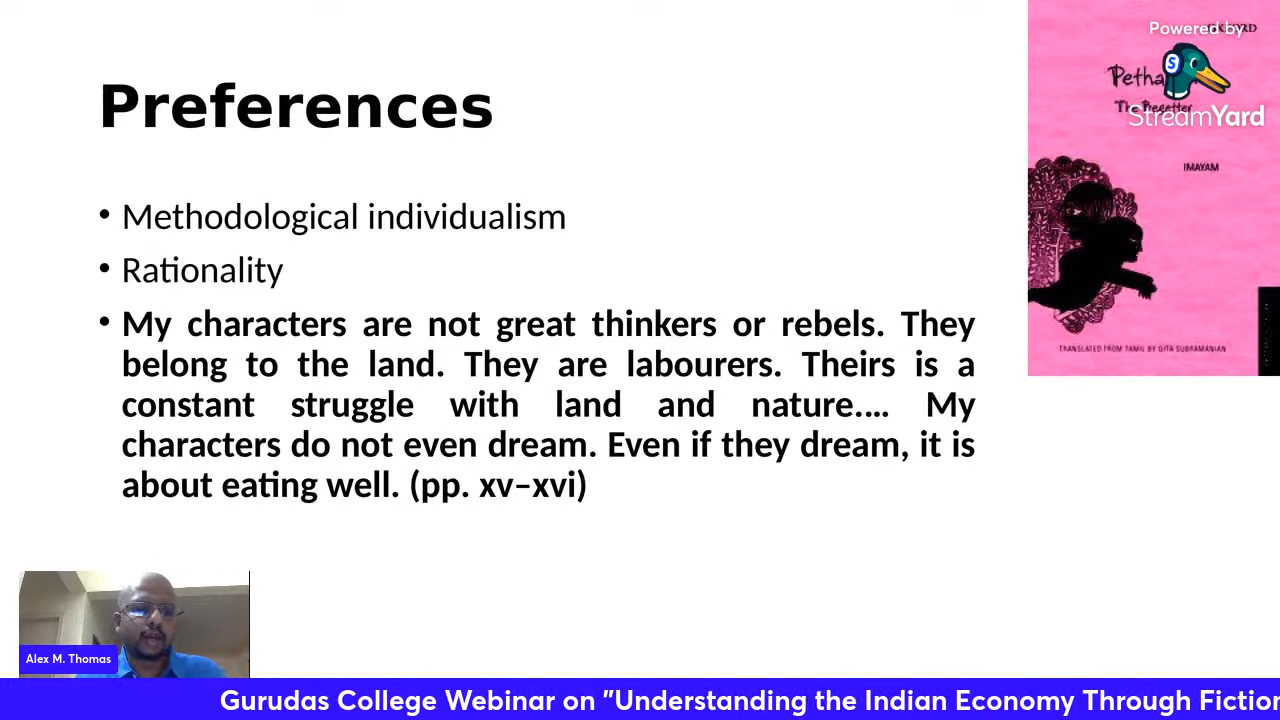 Preferences
• Methodological individualism
• Rationality
• My characters are not great thinkers or rebels. They
belong to the land. They are labourers. Theirs is a
constant struggle with land and nature.... My
characters do not even dream. Even if they dream, it is
about eating well. (pp. xv–xvi)
Powered by
StreamYard
The Begetter
IMAYAM
TRANSLATED FROM TAMIL BY GITA SUBRAMANIAN
Alex M. Thomas
Gurudas College Webinar on "Understanding the Indian Economy Through Fiction